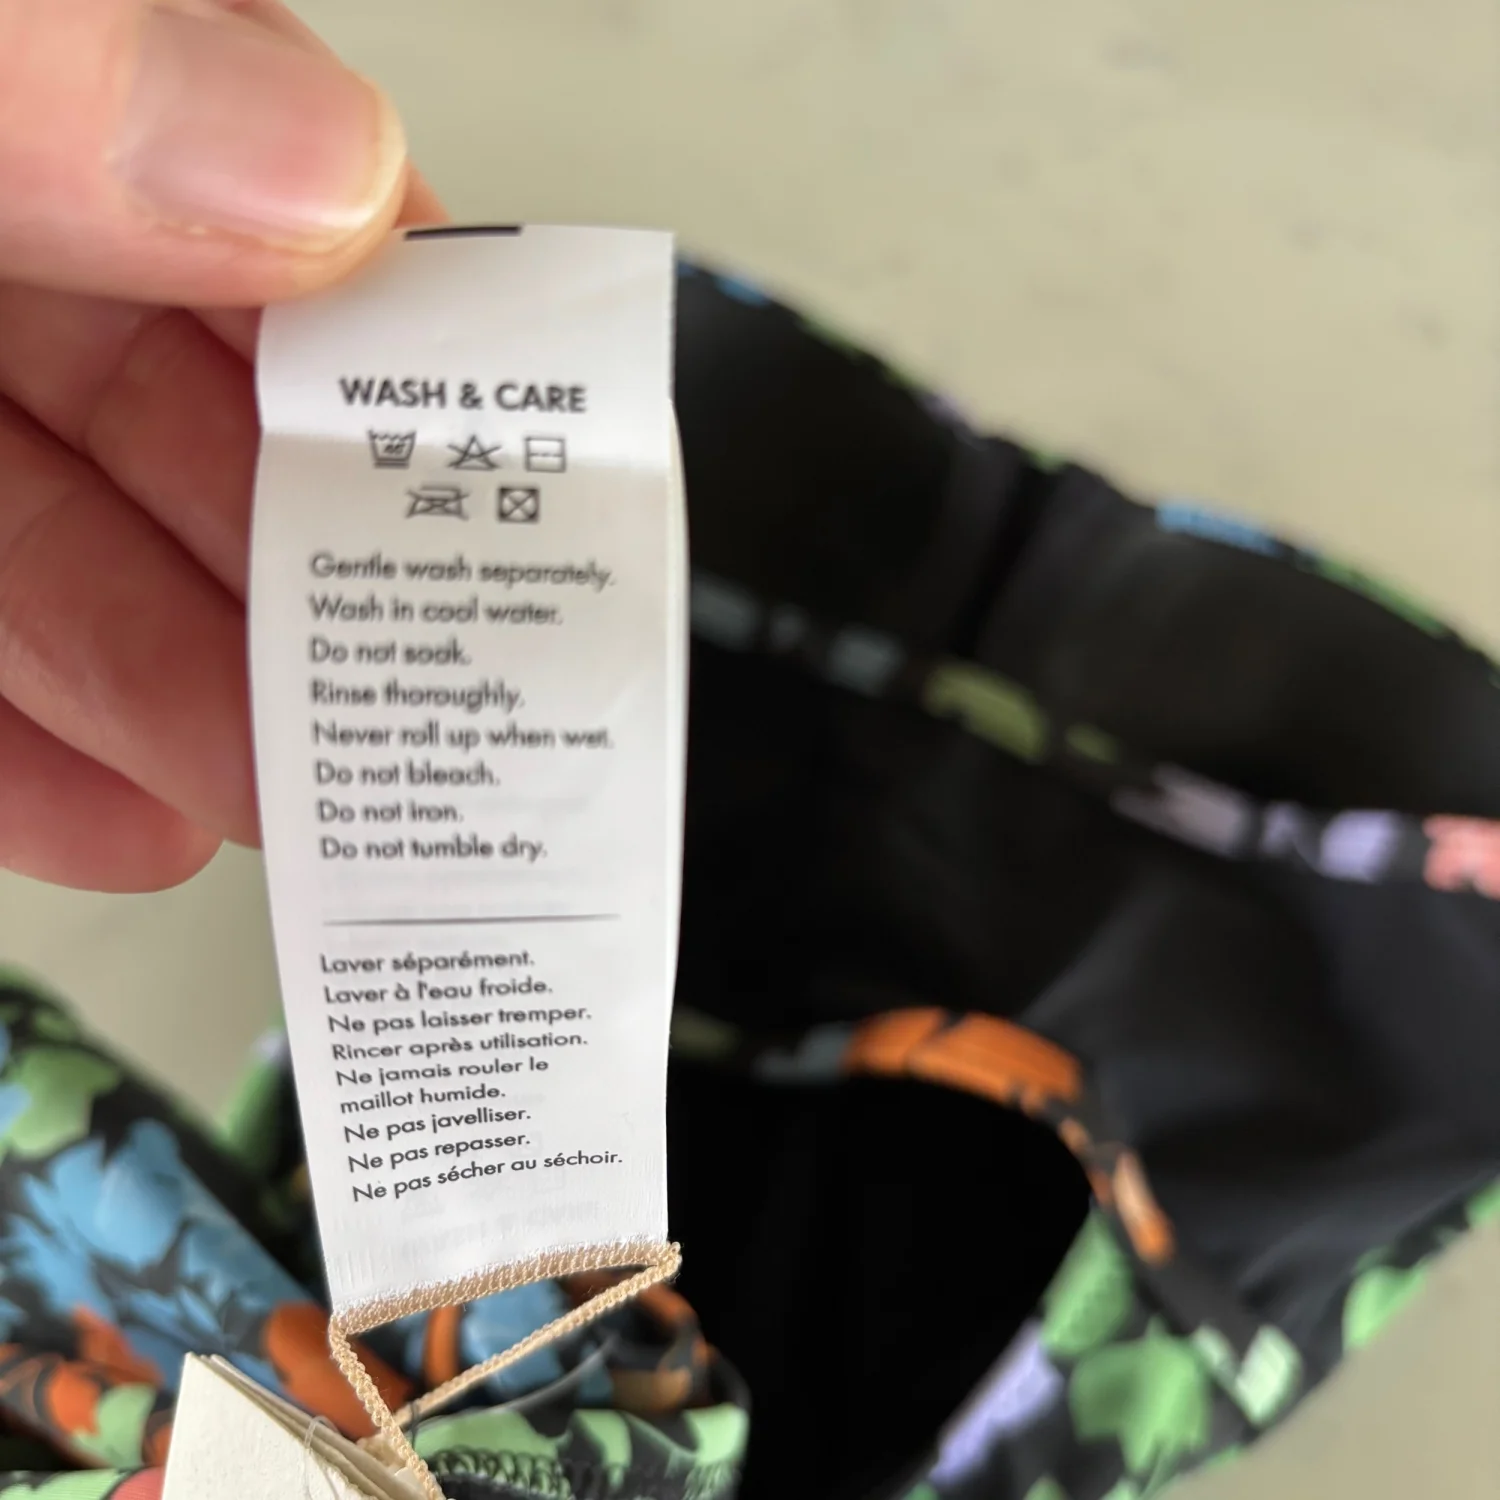 WASH & CARE
40
Gentle wash separately.
Wash in cool water.
Do not soak.
Rinse thoroughly.
Never roll up when wet.
Do not bleach.
Do not iron.
Do not tumble dry.
Laver séparément.
Laver à l'eau froide.
Ne pas laisser tremper.
Rincer après utilisation.
Ne jamais rouler le
maillot humide.
Ne pas javelliser.
Ne pas repasser.
Ne pas sécher au séchoir.